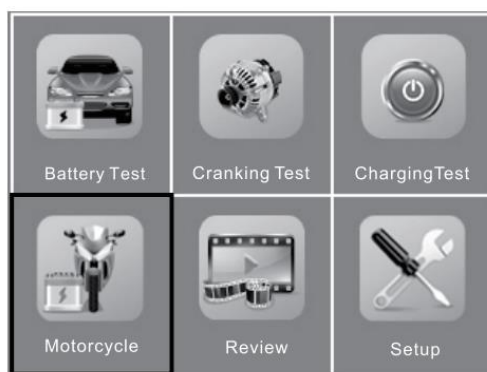 Battery Test
Cranking Test
ChargingTest
Motorcycle
Review
Setup